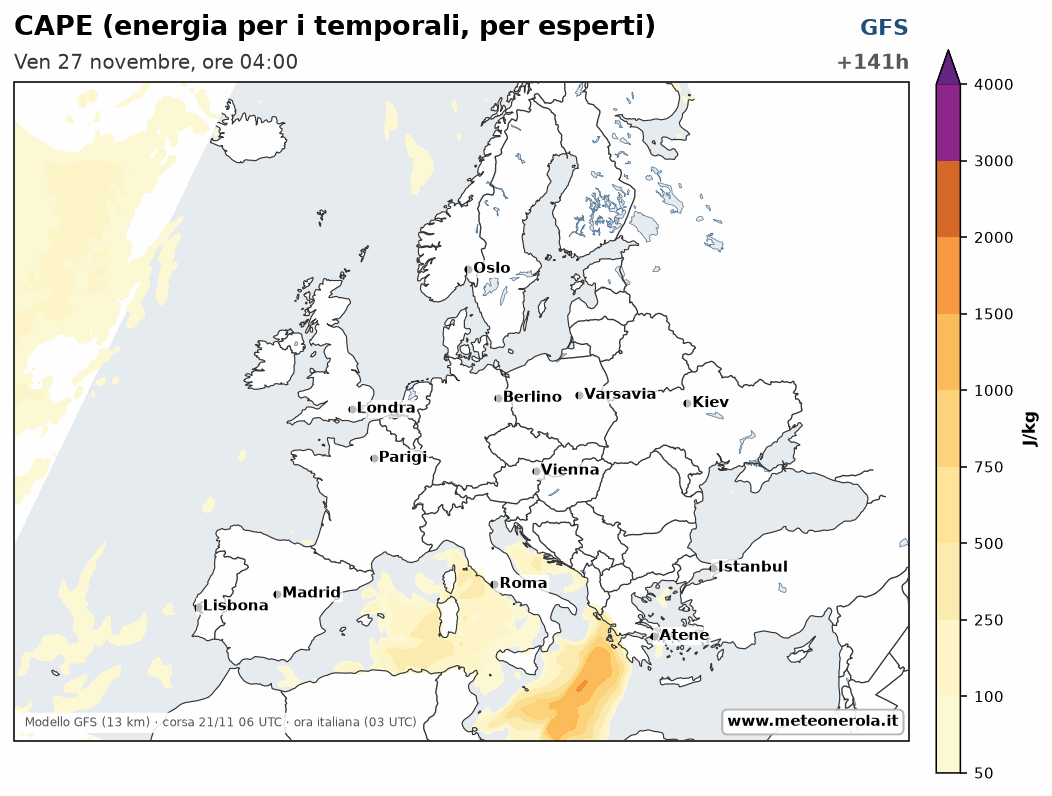 CAPE (energia per i temporali, per esperti)
GFS
Ven 27 novembre, ore 04:00
+141h
4000
3000
2000
1500
1000
750
500
250
100
50
J/kg
Oslo
Londra
Berlino
Varsavia
Kiev
Parigi
Vienna
Istanbul
Roma
Madrid
Lisbona
Atene
Modello GFS (13 km) · corsa 21/11 06 UTC · ora italiana (03 UTC)
www.meteonerola.it